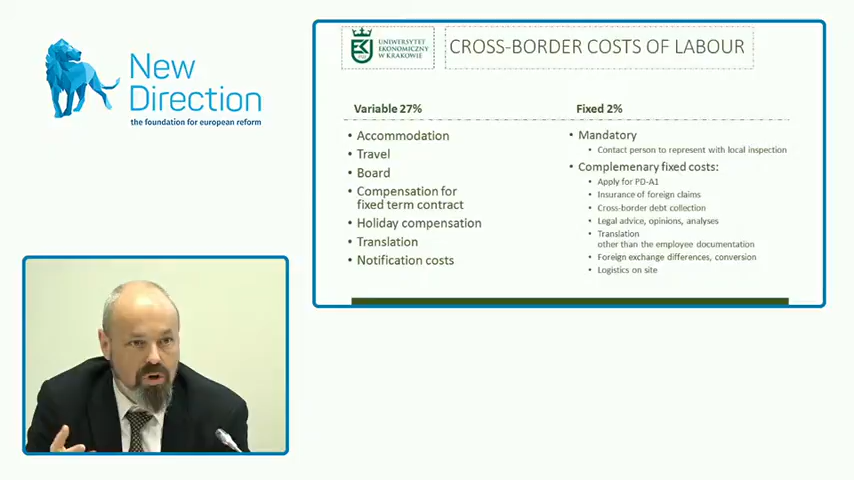 New
Direction
the foundation for european reform
UNIWERSYTET
EKONOMICZNY
W KRAKOWIE
CROSS-BORDER COSTS OF LABOUR
Variable 27%
• Accommodation
• Travel
• Board
• Compensation for
fixed term contract
• Holiday compensation
• Translation
• Notification costs
Fixed 2%
• Mandatory
• Contact person to represent with local inspection
• Complemenary fixed costs:
• Apply for PD-A1
• Insurance of foreign claims
• Cross-border debt collection
• Legal advice, opinions, analyses
• Translation
other than the employee documentation
• Foreign exchange differences, conversion
• Logistics on site